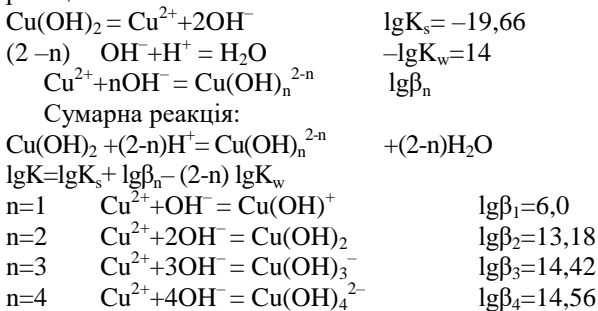 Cu(OH)₂ = Cu²⁺+2OH⁻ lgKₛ= –19,66
(2 –n) OH⁻+H⁺ = H₂O –lgK_w=14
Cu²⁺+nOH⁻ = Cu(OH)ₙ²⁻ⁿ lgβₙ
Сумарна реакція:
Cu(OH)₂ +(2-n)H⁺= Cu(OH)ₙ²⁻ⁿ +(2-n)H₂O
lgK=lgKₛ+ lgβₙ– (2-n) lgK_w
n=1 Cu²⁺+OH⁻ = Cu(OH)⁺ lgβ₁=6,0
n=2 Cu²⁺+2OH⁻ = Cu(OH)₂ lgβ₂=13,18
n=3 Cu²⁺+3OH⁻ = Cu(OH)₃⁻ lgβ₃=14,42
n=4 Cu²⁺+4OH⁻ = Cu(OH)₄²⁻ lgβ₄=14,56